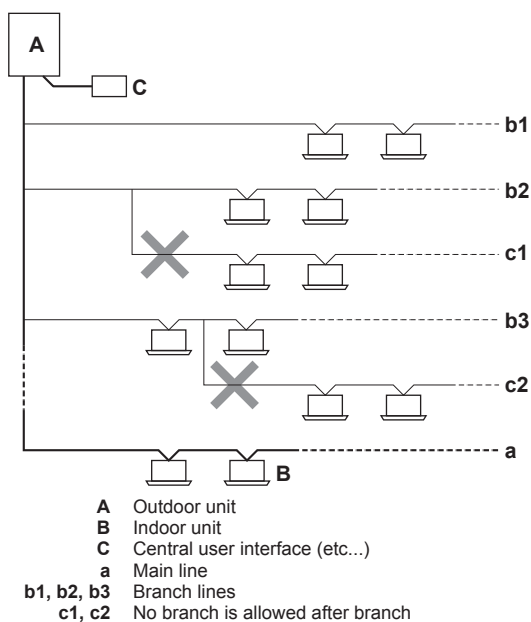 A
C
b1
b2
c1
b3
c2
a
B
A Outdoor unit
B Indoor unit
C Central user interface (etc...)
a Main line
b1, b2, b3 Branch lines
c1, c2 No branch is allowed after branch